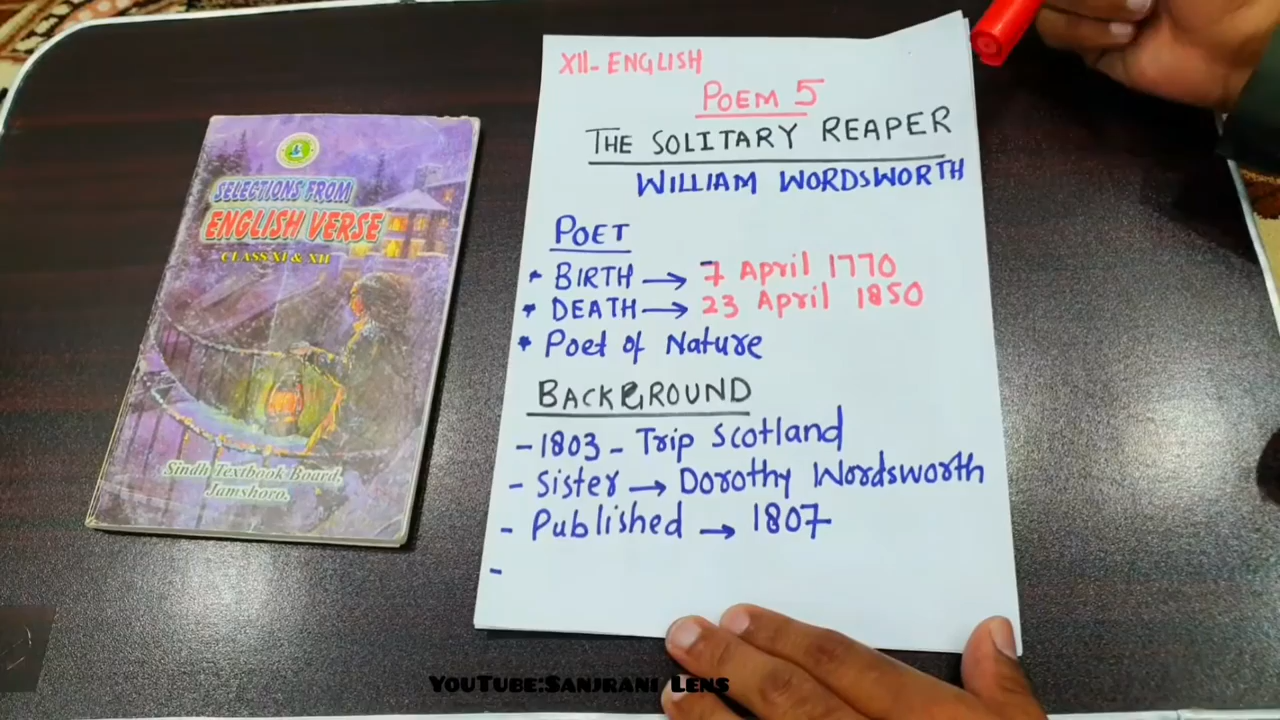 SELECTIONS FROM
ENGLISH VERSE
CLASS XI & XII
Sindh Textbook Board,
Jamshoro.
XII- ENGLISH
POEM 5
THE SOLITARY REAPER
WILLIAM WORDSWORTH
POET
* BIRTH → 7 April 1770
* DEATH → 23 April 1850
* Poet of Nature
BACKGROUND
- 1803 - Trip Scotland
- Sister → Dorothy Wordsworth
- Published → 1807
-
YouTube:Sanjrani Lens